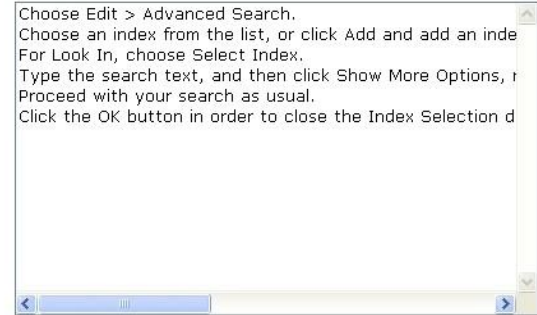 Choose Edit > Advanced Search.
Choose an index from the list, or click Add and add an inde
For Look In, choose Select Index.
Type the search text, and then click Show More Options, r
Proceed with your search as usual.
Click the OK button in order to close the Index Selection d